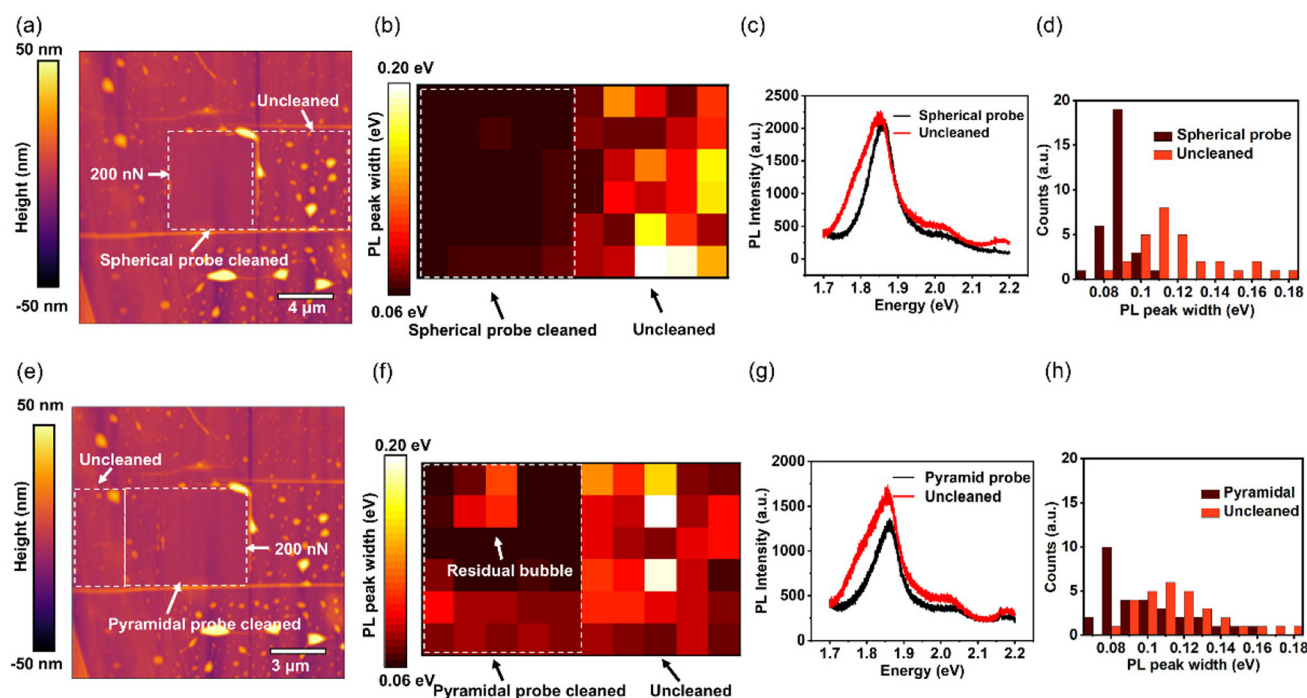 (a)
50 nm
Height (nm)
-50 nm
Uncleaned
200 nN
Spherical probe cleaned
4 μm
(b)
0.20 eV
PL peak width (eV)
0.06 eV
Spherical probe cleaned
Uncleaned
(c)
PL Intensity (a.u.)
2500
2000
1500
1000
500
0
Spherical probe
Uncleaned
1.7 1.8 1.9 2.0 2.1 2.2
Energy (eV)
(d)
Counts (a.u.)
20
15
10
5
0
Spherical probe
Uncleaned
0.08 0.1 0.12 0.14 0.16 0.18
PL peak width (eV)
(e)
50 nm
Height (nm)
-50 nm
Uncleaned
200 nN
Pyramidal probe cleaned
3 μm
(f)
0.20 eV
PL peak width (eV)
0.06 eV
Residual bubble
Pyramidal probe cleaned
Uncleaned
(g)
PL Intensity (a.u.)
2000
1500
1000
500
0
Pyramid probe
Uncleaned
1.7 1.8 1.9 2.0 2.1 2.2
Energy (eV)
(h)
Counts (a.u.)
20
15
10
5
0
Pyramidal
Uncleaned
0.08 0.1 0.12 0.14 0.16 0.18
PL peak width (eV)